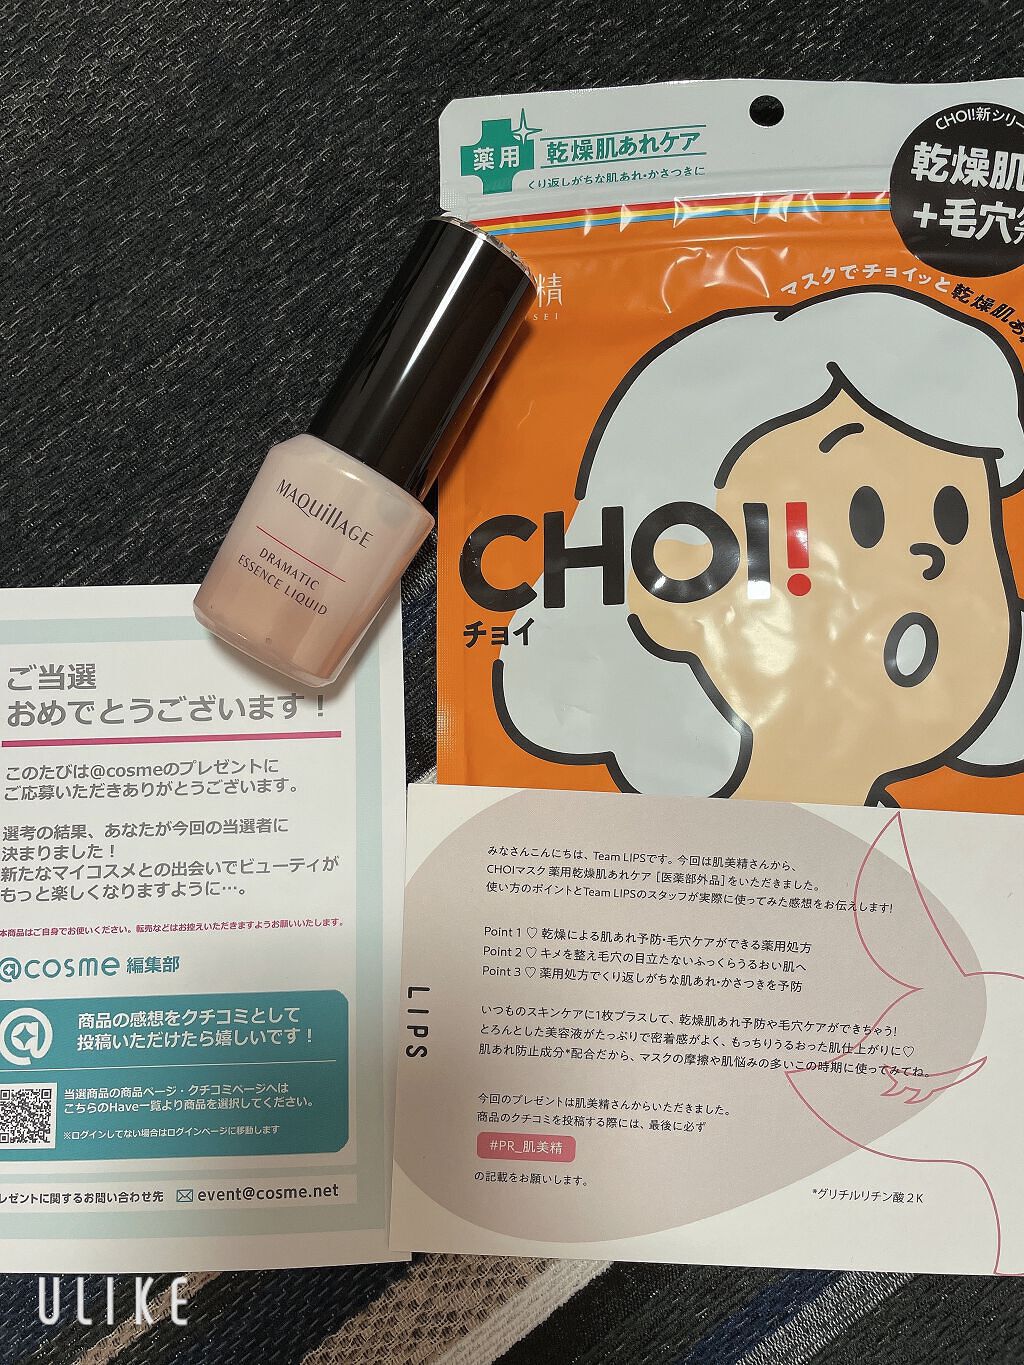 薬用
乾燥肌あれケア
くり返しがちな肌あれ・かさつきに
CHOI!新シリー
乾燥肌
+毛穴
精
ISEI
マスクでチョイッと乾燥肌あ
CHOI!
チョイ
MAQuillAGE
DRAMATIC
ESSENCE LIQUID
ご当選
おめでとうございます！
このたびは@cosmeのプレゼントに
ご応募いただきありがとうございます。
選考の結果、あなたが今回の当選者に
決まりました！
新たなマイコスメとの出会いでビューティが
もっと楽しくなりますように…。
本商品はご自身でお使いください。転売などはお控えいただきますようお願いいたします。
@cosme 編集部
@
商品の感想をクチコミとして
投稿いただけたら嬉しいです！
当選商品の商品ページ・クチコミページへは
こちらのHave一覧より商品を選択してください。
※ログインしてない場合はログインページに移動します
レゼントに関するお問い合わせ先 event@cosme.net
LIPS
みなさんこんにちは、Team LIPSです。今回は肌美精さんから、
CHOIマスク 薬用乾燥肌あれケア［医薬部外品］をいただきました。
使い方のポイントとTeam LIPSのスタッフが実際に使ってみた感想をお伝えします!
Point 1 ♡ 乾燥による肌あれ予防・毛穴ケアができる薬用処方
Point 2 ♡ キメを整え毛穴の目立たないふっくらうるおい肌へ
Point 3 ♡ 薬用処方でくり返しがちな肌あれ・かさつきを予防
いつものスキンケアに1枚プラスして、乾燥肌あれ予防や毛穴ケアができちゃう!
とろんとした美容液がたっぷりで密着感がよく、もっちりうるおった肌仕上がりに♡
肌あれ防止成分*配合だから、マスクの摩擦や肌悩みの多いこの時期に使ってみてね。
今回のプレゼントは肌美精さんからいただきました。
商品のクチコミを投稿する際には、最後に必ず
#PR_肌美精
の記載をお願いします。
*グリチルリチン酸2K
ULIKE